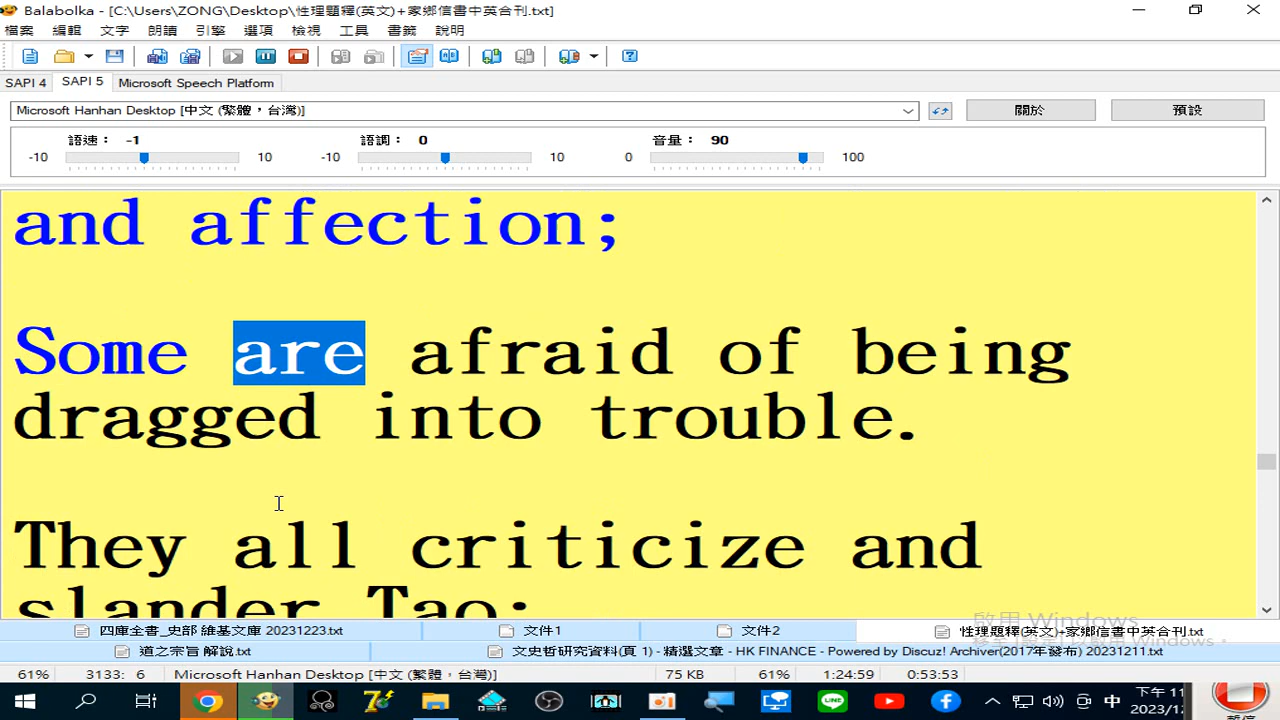 Balabolka - [C:\Users\ZONG\Desktop\性理題釋(英文)+家鄉信書中英合刊.txt]
檔案 編輯 文字 朗讀 引擎 選項 檢視 工具 書籤 說明
SAPI 4 SAPI 5 Microsoft Speech Platform
Microsoft Hanhan Desktop [中文 (繁體，台灣)] 關於 預設
語速： -1 語調： 0 音量： 90
-10 10 -10 10 0 100
and affection;
Some are afraid of being
dragged into trouble.
They all criticize and
slander Tao;
啟用 Windows
四庫全書_史部 維基文庫 20231223.txt 文件1 文件2 性理題釋(英文)+家鄉信書中英合刊.txt
道之宗旨 解說.txt 文史哲研究資料(頁 1) - 精選文章 - HK FINANCE - Powered by Discuz! Archiver(2017年發布) 20231211.txt
61% 3133: 6 Microsoft Hanhan Desktop [中文 (繁體，台灣)] 75 KB 61% 1:24:59 0:53:53
中 下午 11
2023/12